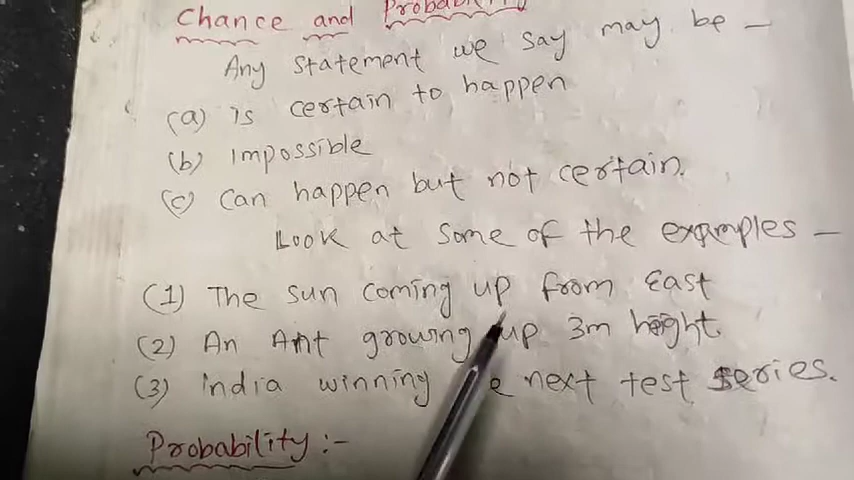 Chance and Probability
Any statement we say may be -
(a) is certain to happen
(b) Impossible
(c) Can happen but not certain.
Look at some of the examples -
(1) The Sun coming up from East
(2) An Ant growing up 3m height.
(3) india winning e next test series.
Probability :-